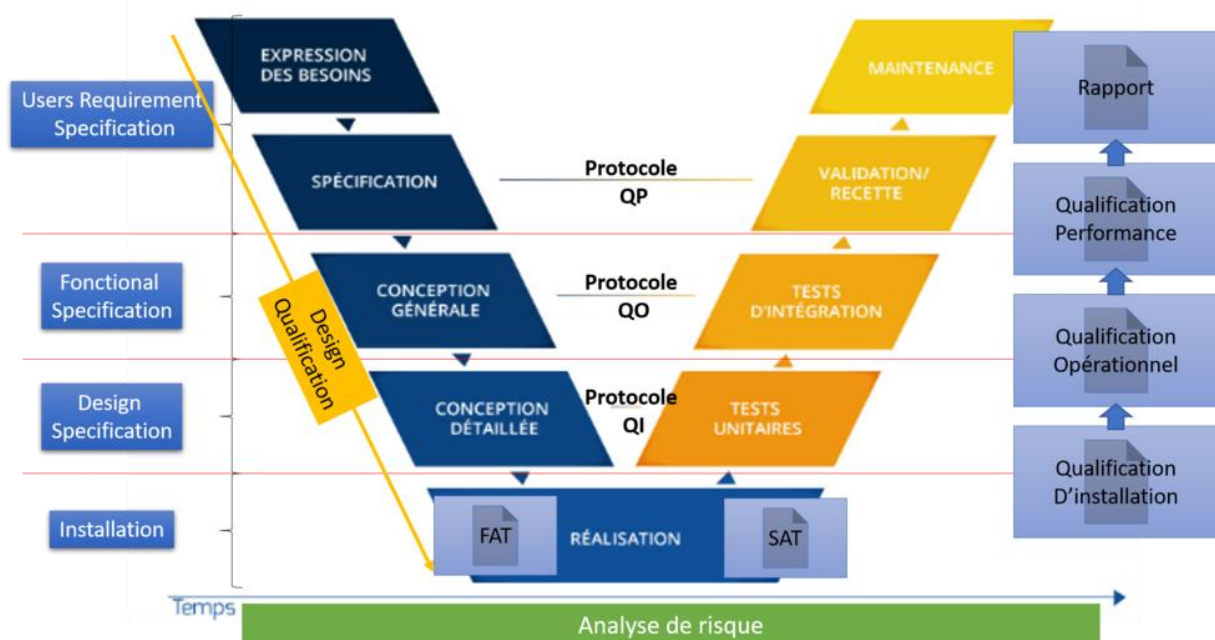 EXPRESSION
DES BESOINS
MAINTENANCE
Rapport
Users Requirement
Specification
SPÉCIFICATION
Protocole
QP
VALIDATION/
RECETTE
Qualification
Performance
Fonctional
Specification
Design
Qualification
CONCEPTION
GÉNÉRALE
Protocole
QO
TESTS
D'INTÉGRATION
Qualification
Opérationnel
Design
Specification
CONCEPTION
DÉTAILLÉE
Protocole
QI
TESTS
UNITAIRES
Qualification
D'installation
Installation
FAT
RÉALISATION
SAT
Temps
Analyse de risque